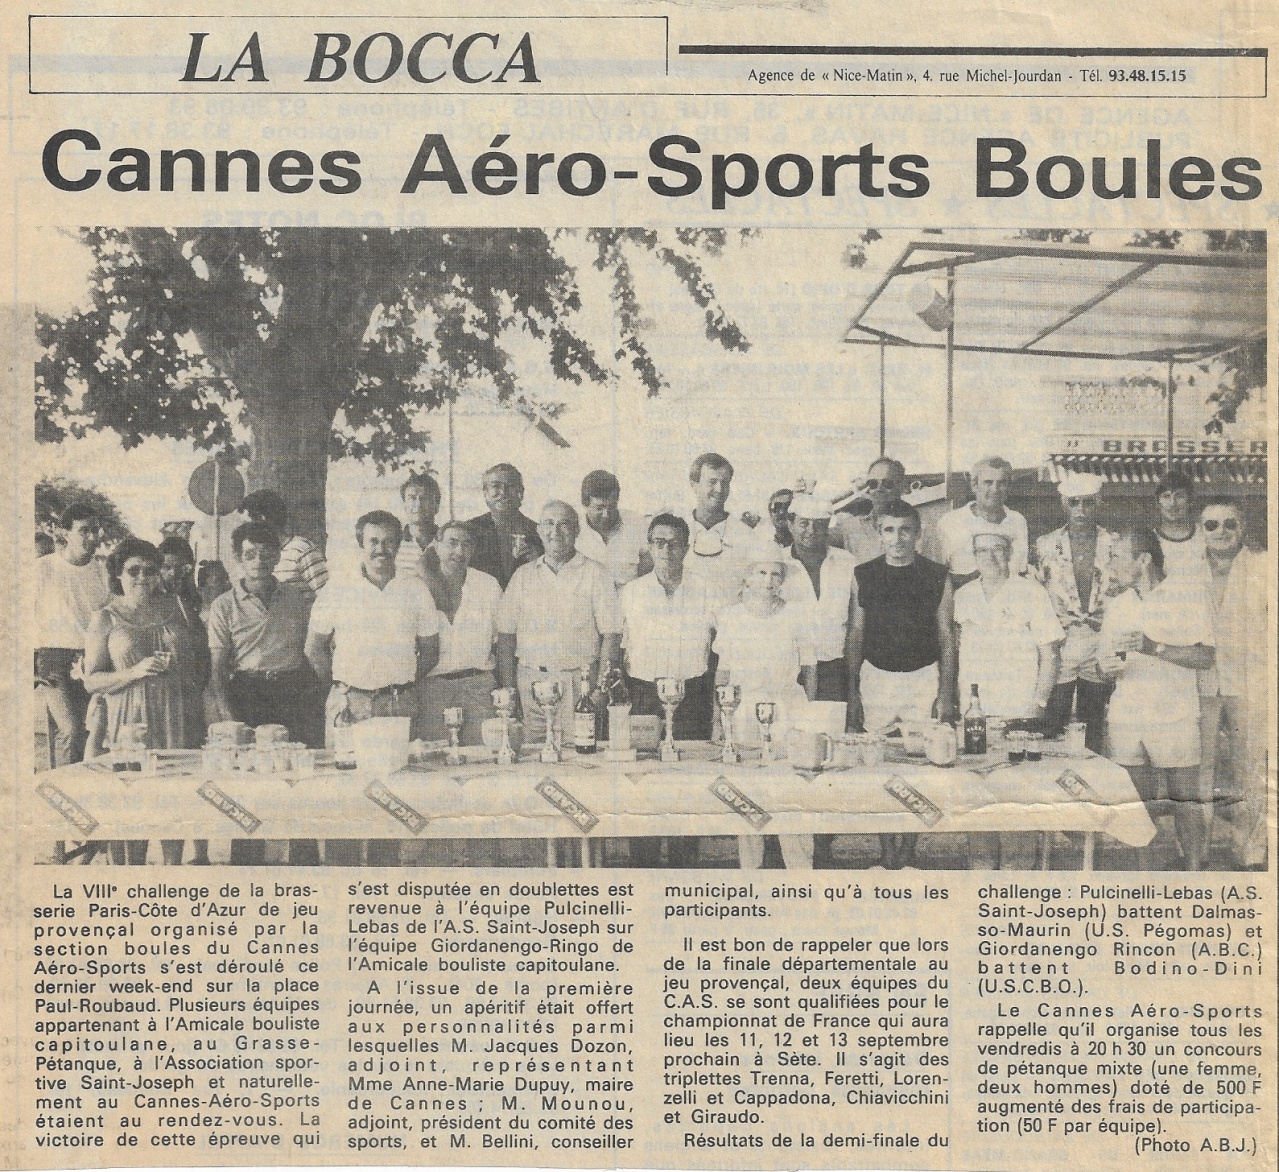 LA BOCCA
Agence de « Nice-Matin », 4. rue Michel-Jourdan - Tél. 93.48.15.15
Cannes Aéro-Sports Boules
" BROSSER
RICARD
RICARD
RICARD
RICARD
RICARD
RICARD
La VIIIᵉ challenge de la bras-
serie Paris-Côte d'Azur de jeu
provençal organisé par la
section boules du Cannes
Aéro-Sports s'est déroulé ce
dernier week-end sur la place
Paul-Roubaud. Plusieurs équipes
appartenant à l'Amicale bouliste
capitoulane, au Grasse-
Pétanque, à l'Association spor-
tive Saint-Joseph et naturelle-
ment au Cannes-Aéro-Sports
étaient au rendez-vous. La
victoire de cette épreuve qui
s'est disputée en doublettes est
revenue à l'équipe Pulcinelli-
Lebas de l'A.S. Saint-Joseph sur
l'équipe Giordanengo-Ringo de
l'Amicale bouliste capitoulane.
A l'issue de la première
journée, un apéritif était offert
aux personnalités parmi
lesquelles M. Jacques Dozon,
adjoint, représentant
Mme Anne-Marie Dupuy, maire
de Cannes ; M. Mounou,
adjoint, président du comité des
sports, et M. Bellini, conseiller
municipal, ainsi qu'à tous les
participants.
Il est bon de rappeler que lors
de la finale départementale au
jeu provençal, deux équipes du
C.A.S. se sont qualifiées pour le
championnat de France qui aura
lieu les 11, 12 et 13 septembre
prochain à Sète. Il s'agit des
triplettes Trenna, Feretti, Loren-
zelli et Cappadona, Chiavicchini
et Giraudo.
Résultats de la demi-finale du
challenge : Pulcinelli-Lebas (A.S.
Saint-Joseph) battent Dalmas-
so-Maurin (U.S. Pégomas) et
Giordanengo Rincon (A.B.C.)
battent Bodino-Dini
(U.S.C.B.O.).
Le Cannes Aéro-Sports
rappelle qu'il organise tous les
vendredis à 20 h 30 un concours
de pétanque mixte (une femme,
deux hommes) doté de 500 F
augmenté des frais de participa-
tion (50 F par équipe).
(Photo A.B.J.)